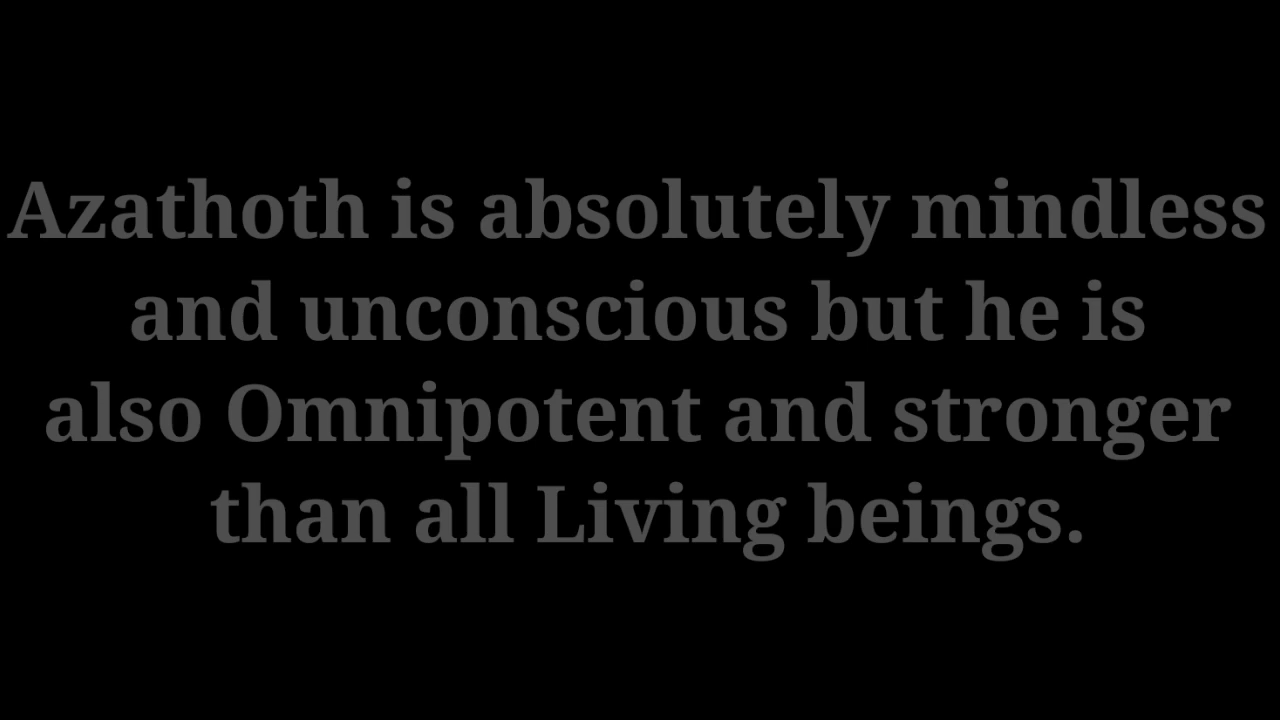 Azathoth is absolutely mindless
and unconscious but he is
also Omnipotent and stronger
than all Living beings.